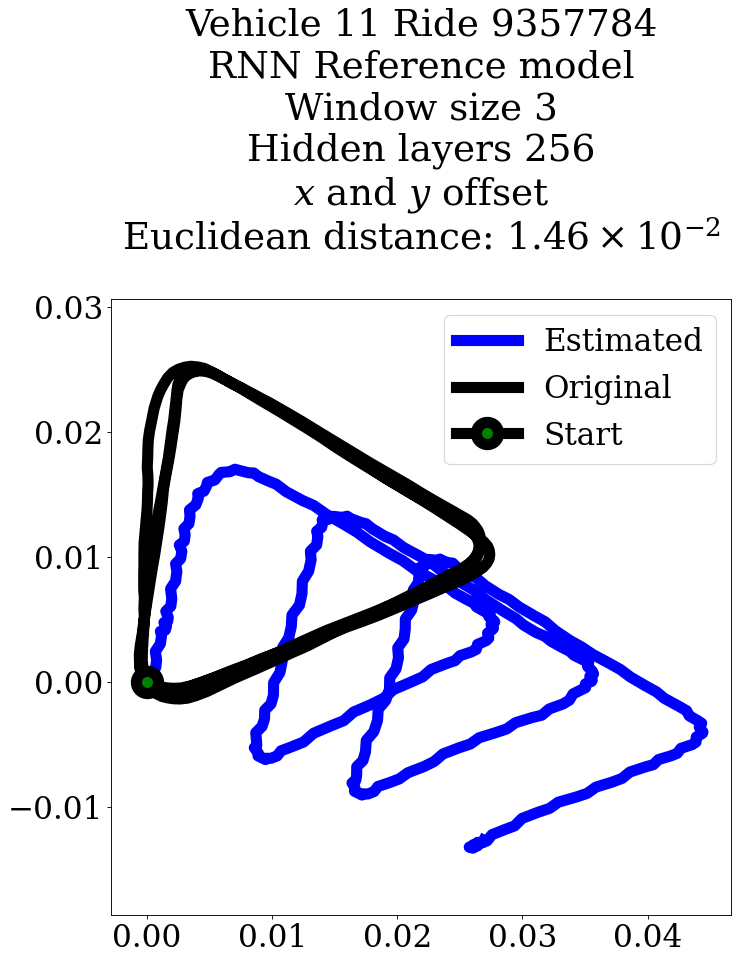 Vehicle 11 Ride 9357784
RNN Reference model
Window size 3
Hidden layers 256
x and y offset
Euclidean distance: 1.46 × 10⁻²
0.03
0.02
0.01
0.00
−0.01
Estimated
Original
Start
0.00 0.01 0.02 0.03 0.04